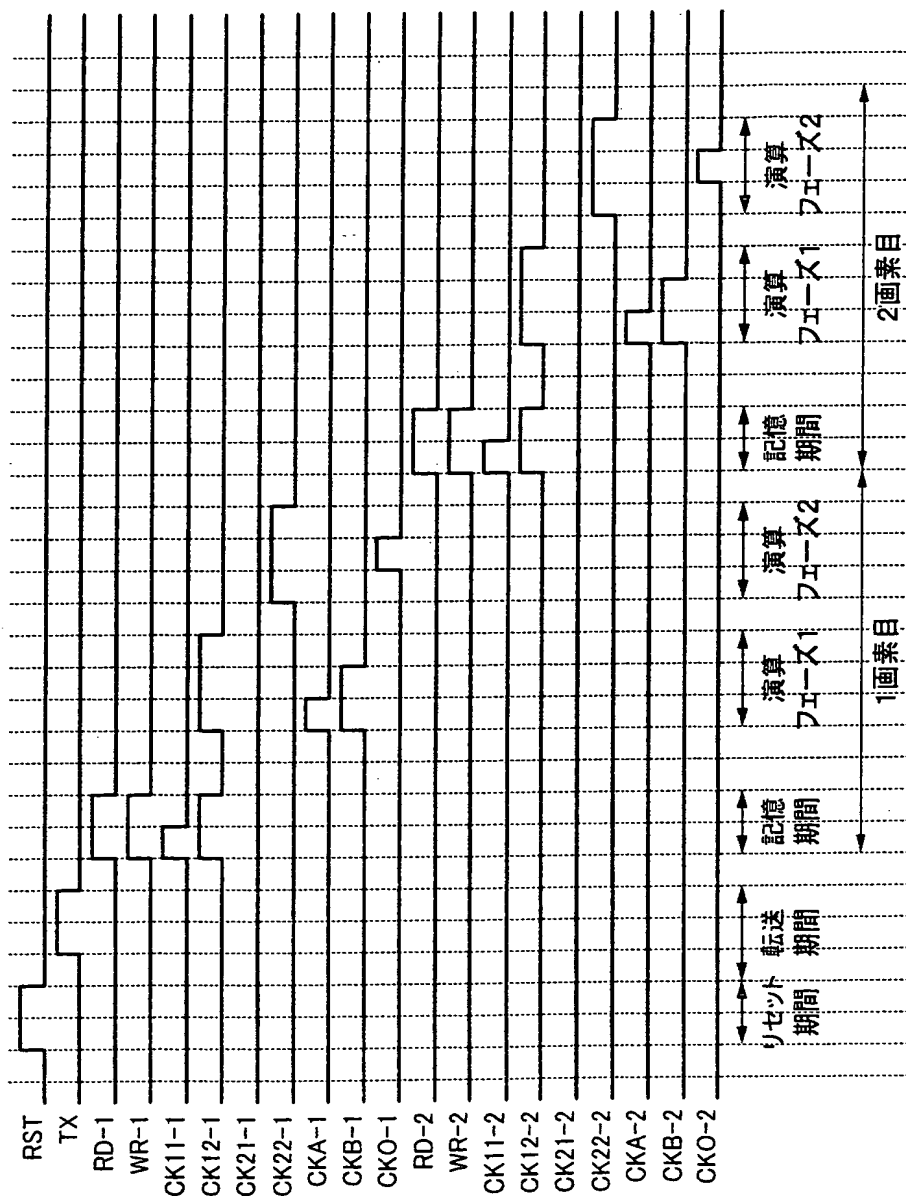 RST
TX
RD-1
WR-1
CK11-1
CK12-1
CK21-1
CK22-1
CKA-1
CKB-1
CKO-1
RD-2
WR-2
CK11-2
CK12-2
CK21-2
CK22-2
CKA-2
CKB-2
CKO-2
リセット
期間
転送
期間
記憶
期間
演算
フェーズ1
演算
フェーズ2
記憶
期間
演算
フェーズ1
演算
フェーズ2
1画素目
2画素目